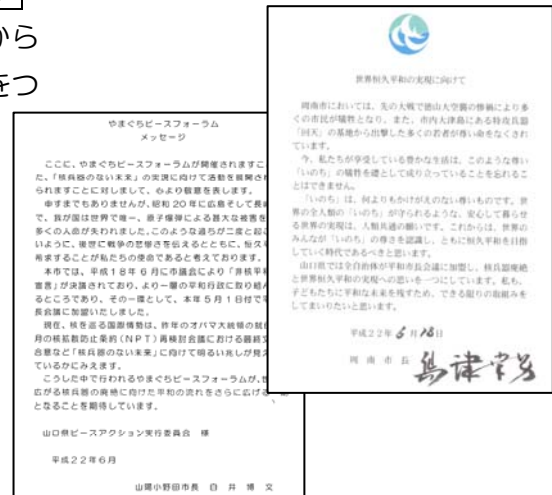 から
をつ
やまぐちピースフォーラム
メッセージ
ここに、やまぐちピースフォーラムが開催されますこ
た、「核兵器のない未来」の実現に向けて活動を展開され
られますことに対しまして、心より敬意を表します。
申すまでもありませんが、昭和20年に広島そして長
で、我が国は世界で唯一、原子爆弾による甚大な被害を
多くの人命が失われました。このような過ちが二度と起こ
いように、後世に戦争の悲惨さを伝えるとともに、恒久
希求することが私たちの使命であると考えております。
本市では、平成18年6月に市議会により「非核平
宣言」が決議されており、より一層の平和行政に取り組
るところであり、その一環として、本年5月1日付で平
長会議に加盟いたしました。
現在、核を巡る国際情勢は、昨年のオバマ大統領の就
月の核拡散防止条約(NPT)再検討会議における最終文
合意など「核兵器のない未来」に向けて明るい兆しが見え
ているかにみえます。
こうした中で行われるやまぐちピースフォーラムが、世
広がる核兵器の廃絶に向けた平和の流れをさらに広げる
となることを期待しています。
山口県ピースアクション実行委員会 様
平成22年6月
山陽小野田市長 白井 博文
世界恒久平和の実現に向けて
周南市においては、先の大戦で徳山大空襲の惨禍により多
くの市民が犠牲となり、また、市内大津島にある特攻兵器
「回天」の基地から出撃した多くの若者が尊い命をなくされ
ています。
今、私たちが享受している豊かな生活は、このような尊い
「いのち」の犠牲を礎として成り立っていることを忘れるこ
とはできません。
「いのち」は、何よりもかけがえのない尊いものです。世
界の全人類の「いのち」が守られるような、安心して暮らせ
る世界の実現は、人類共通の願いです。これからは、世界の
みんなが「いのち」の尊さを認識し、ともに恒久平和を目指
していく時代であるべきと思います。
山口県では全自治体が平和市長会議に加盟し、核兵器廃絶
と世界恒久平和の実現への思いを一つにしています。私も、
子どもたちに平和な未来を残すため、できる限りの取組みを
してまいりたいと思います。
平成22年6月18日
周南市長 島津幸男